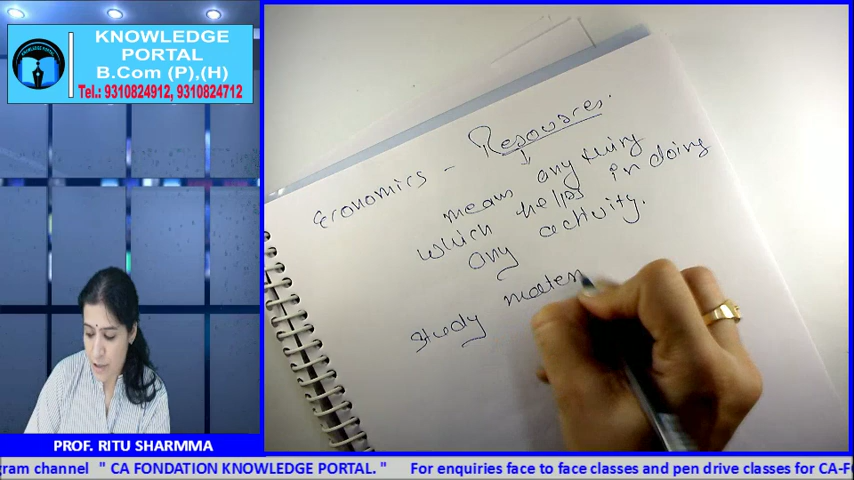 KNOWLEDGE
PORTAL
B.Com (P),(H)
Tel.: 9310824912, 9310824712
Economics - Resources.
means any thing
which helps in doing
any activity.
Study mater
PROF. RITU SHARMMA
gram channel " CA FONDATION KNOWLEDGE PORTAL. " For enquiries face to face classes and pen drive classes for CA-F